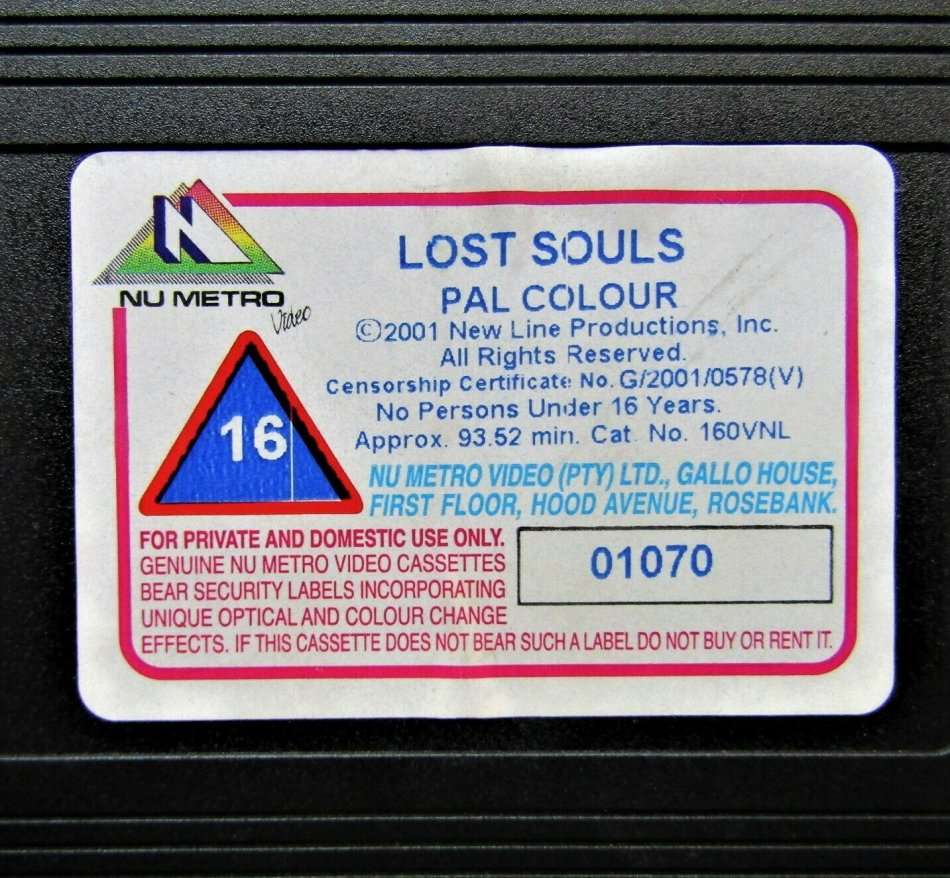 N
NU METRO
Video
LOST SOULS
PAL COLOUR
©2001 New Line Productions, Inc.
All Rights Reserved.
Censorship Certificate No. G/2001/0578(V)
No Persons Under 16 Years.
Approx. 93.52 min. Cat. No. 160VNL
16
NU METRO VIDEO (PTY) LTD., GALLO HOUSE,
FIRST FLOOR, HOOD AVENUE, ROSEBANK.
FOR PRIVATE AND DOMESTIC USE ONLY.
GENUINE NU METRO VIDEO CASSETTES
BEAR SECURITY LABELS INCORPORATING
UNIQUE OPTICAL AND COLOUR CHANGE
EFFECTS. IF THIS CASSETTE DOES NOT BEAR SUCH A LABEL DO NOT BUY OR RENT IT.
01070